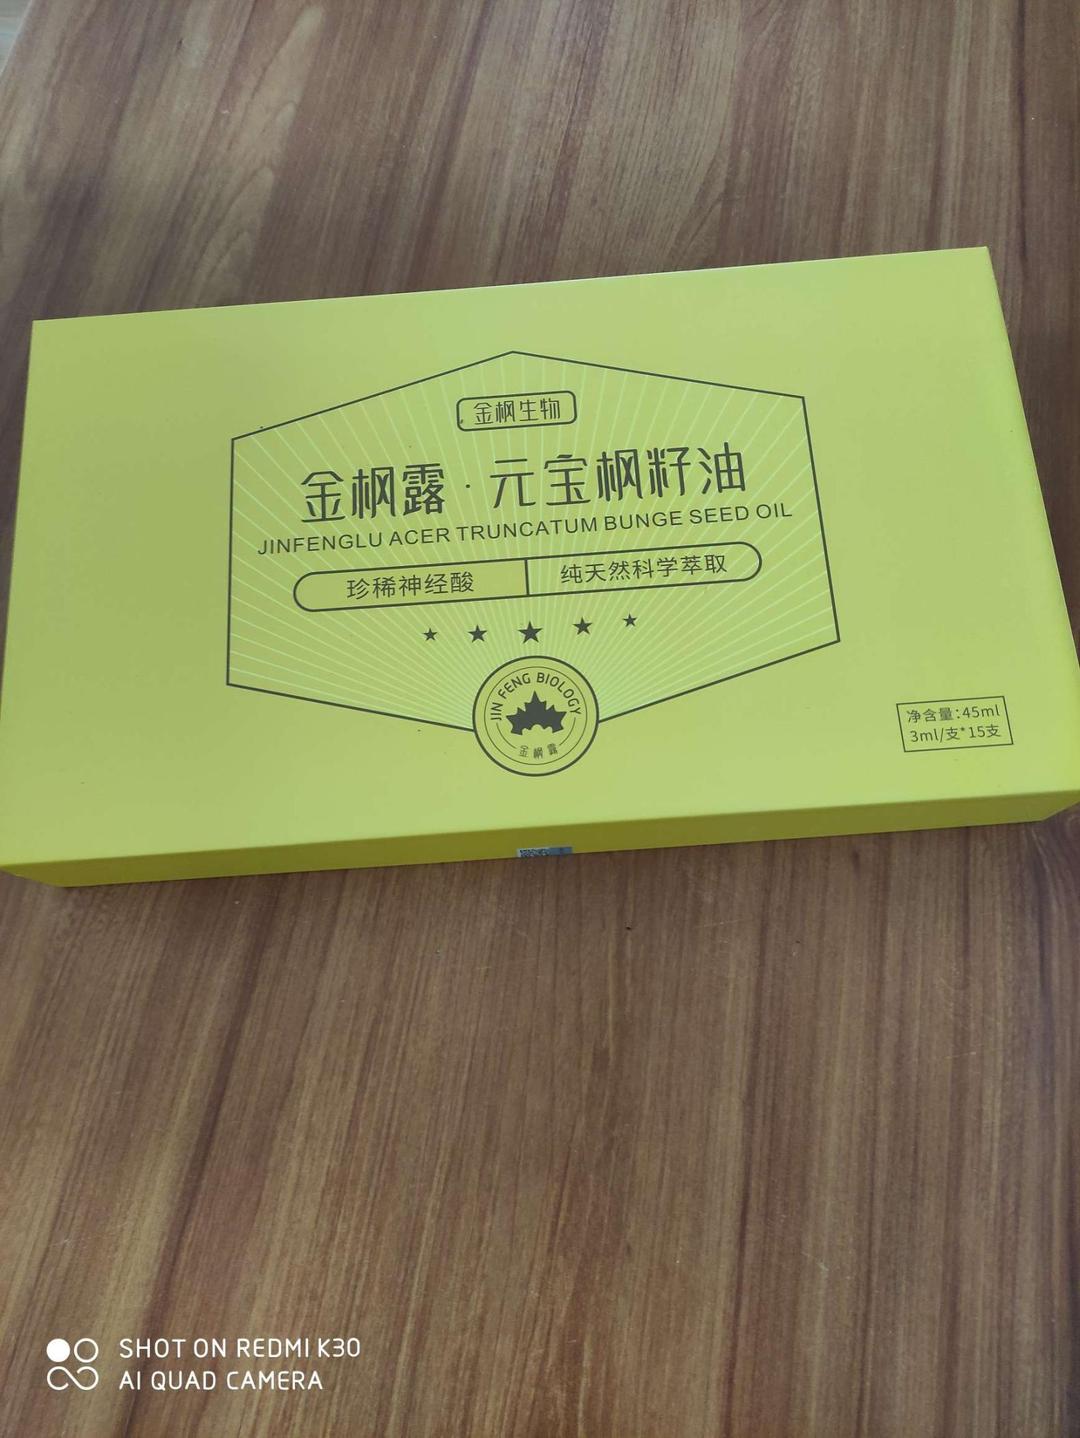 金枫生物
金枫露·元宝枫籽油
JINFENGLU ACER TRUNCATUM BUNGE SEED OIL
珍稀神经酸 纯天然科学萃取
JIN FENG BIOLOGY
金枫露
净含量:45ml
3ml/支*15支
SHOT ON REDMI K30
AI QUAD CAMERA